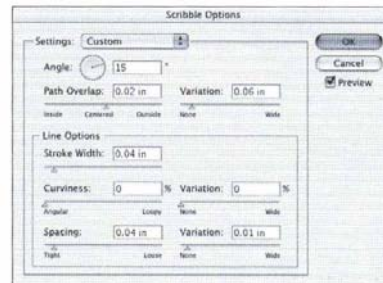 Scribble Options
Settings: Custom
OK
Angle: 15 °
Cancel
Path Overlap: 0.02 in Variation: 0.06 in
Preview
Inside Centered Outside None Wide
Line Options
Stroke Width: 0.04 in
Curviness: 0 % Variation: 0 %
Angular Loopy None Wide
Spacing: 0.04 in Variation: 0.01 in
Tight Loose None Wide